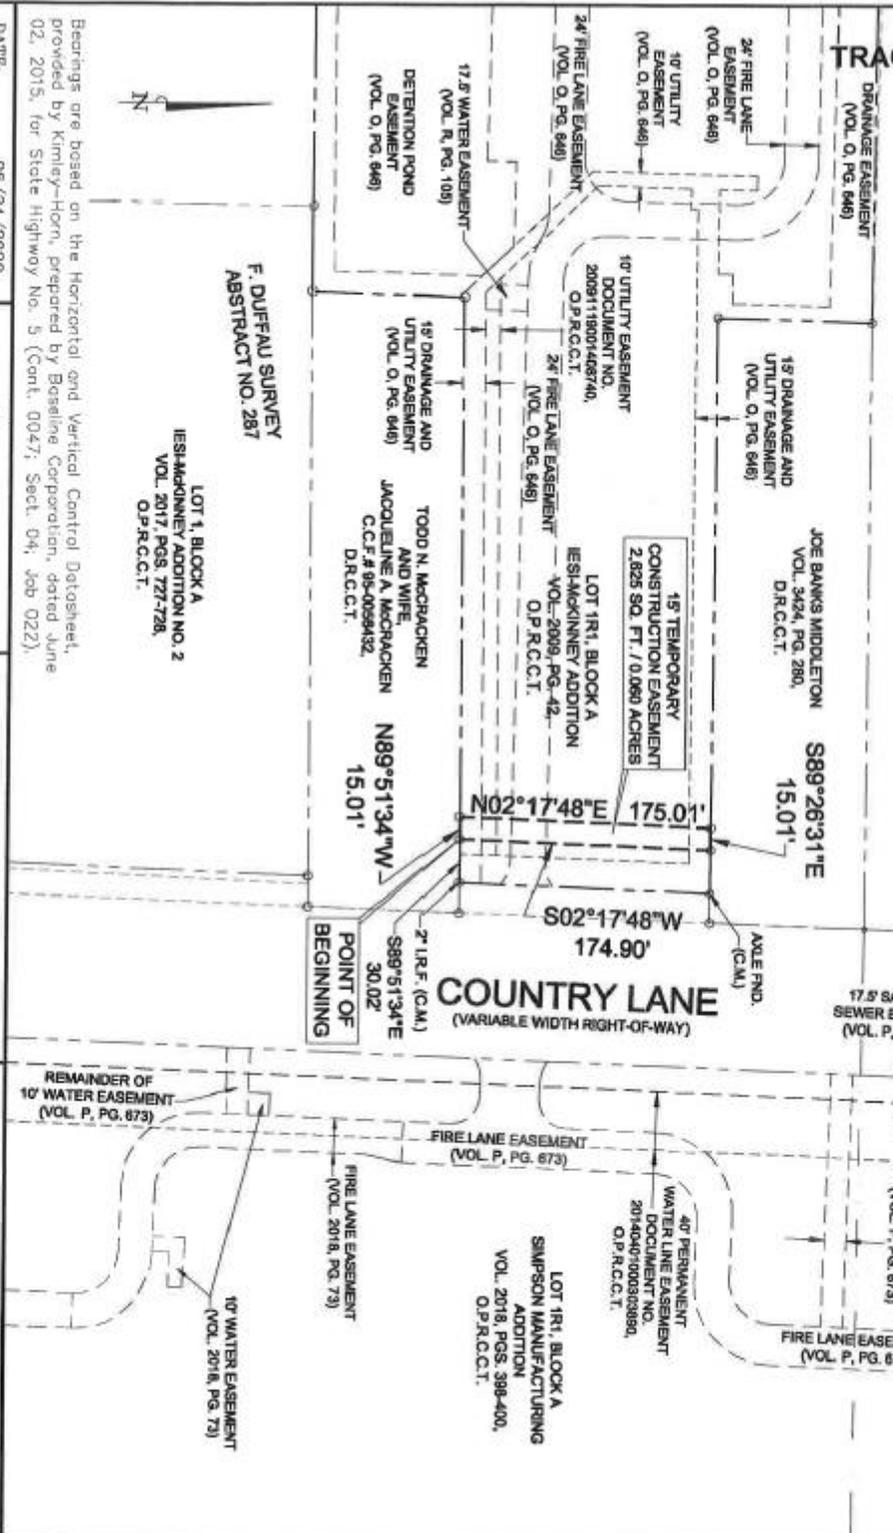 TRAC
DRAINAGE EASEMENT
(VOL. O, PG. 646)
24' FIRE LANE
EASEMENT
(VOL. O, PG. 646)
10' UTILITY
EASEMENT
(VOL. O, PG. 646)
24' FIRE LANE EASEMENT
(VOL. O, PG. 646)
17.5' WATER EASEMENT
(VOL. R, PG. 105)
DETENTION POND
EASEMENT
(VOL. O, PG. 646)
N
15' DRAINAGE AND
UTILITY EASEMENT
(VOL. O, PG. 646)
10' UTILITY EASEMENT
DOCUMENT NO.
20091119001408740,
O.P.R.C.C.T.
24' FIRE LANE EASEMENT
(VOL. O, PG. 646)
15' DRAINAGE AND
UTILITY EASEMENT
(VOL. O, PG. 646)
F. DUFFAU SURVEY
ABSTRACT NO. 287
JOE BANKS MIDDLETON
VOL. 3424, PG. 280,
D.R.C.C.T.
S89°26'31"E
15.01'
15' TEMPORARY
CONSTRUCTION EASEMENT
2,625 SQ. FT. / 0.060 ACRES
LOT 1R1, BLOCK A
IESI-McKINNEY ADDITION
VOL. 2009, PG. 42,
O.P.R.C.C.T.
TODD N. McCRACKEN
AND WIFE,
JACQUELINE A. McCRACKEN
C.C.F.# 95-0058432,
D.R.C.C.T.
N89°51'34"W
15.01'
LOT 1, BLOCK A
IESI-McKINNEY ADDITION NO. 2
VOL. 2017, PGS. 727-728,
O.P.R.C.C.T.
N02°17'48"E 175.01'
S02°17'48"W
174.90'
AXLE FND.
(C.M.)
2" I.R.F. (C.M.)
S89°51'34"E
30.02'
POINT OF
BEGINNING
COUNTRY LANE
(VARIABLE WIDTH RIGHT-OF-WAY)
17.5' SA
SEWER E
(VOL. P,
REMAINDER OF
10' WATER EASEMENT
(VOL. P, PG. 673)
FIRE LANE EASEMENT
(VOL. P, PG. 673)
FIRE LANE EASEMENT
(VOL. 2018, PG. 73)
40' PERMANENT
WATER LINE EASEMENT
DOCUMENT NO.
20140401000303890,
O.P.R.C.C.T.
PG. 673)
10' WATER EASEMENT
(VOL. 2018, PG. 73)
LOT 1R1, BLOCK A
SIMPSON MANUFACTURING
ADDITION
VOL. 2018, PGS. 398-400,
O.P.R.C.C.T.
FIRE LANE EASE
(VOL. P, PG. 6
Bearings are based on the Horizontal and Vertical Control Datasheet,
provided by Kimley-Horn, prepared by Baseline Corporation, dated June
02, 2015, for State Highway No. 5 (Cont. 0047; Sect. 04; Job 022).